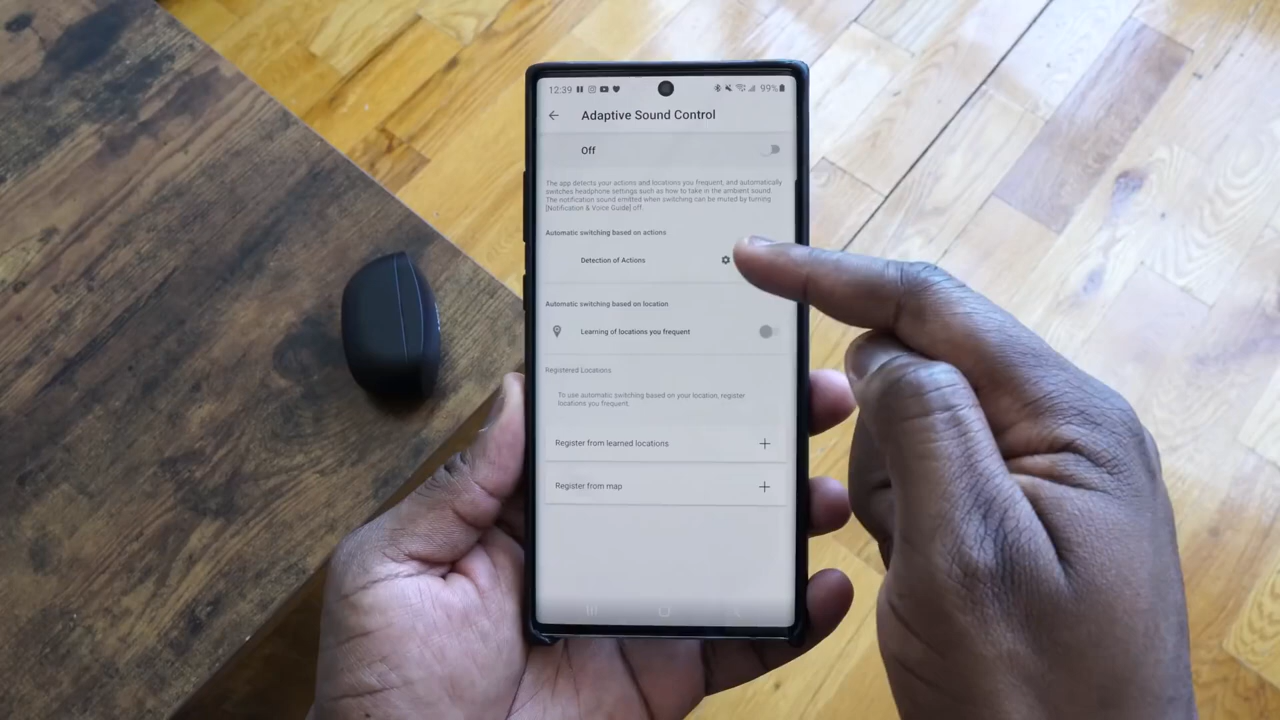 12:39 99%
Adaptive Sound Control
Off
The app detects your actions and locations you frequent, and automatically
switches headphone settings such as how to take in the ambient sound.
The notification sound emitted when switching can be muted by turning
[Notification & Voice Guide] off.
Automatic switching based on actions
Detection of Actions
Automatic switching based on location
Learning of locations you frequent
Registered Locations
To use automatic switching based on your location, register
locations you frequent.
Register from learned locations
Register from map